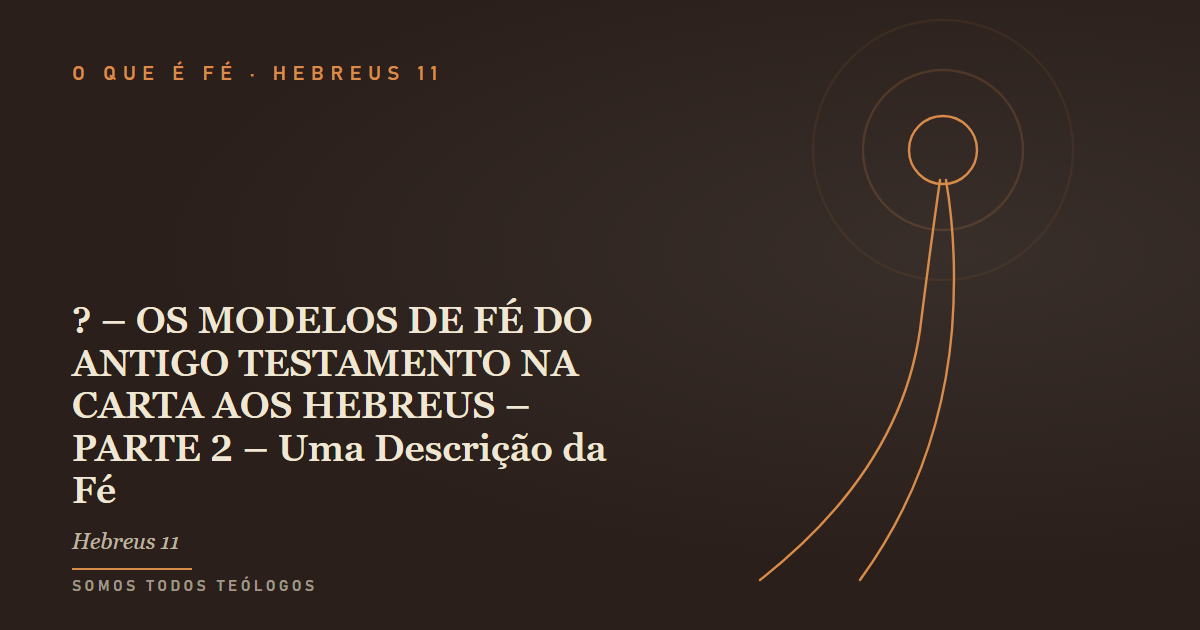 O QUE É FÉ · HEBREUS 11
? – OS MODELOS DE FÉ DO
ANTIGO TESTAMENTO NA
CARTA AOS HEBREUS –
PARTE 2 – Uma Descrição da
Fé
Hebreus 11
SOMOS TODOS TEÓLOGOS